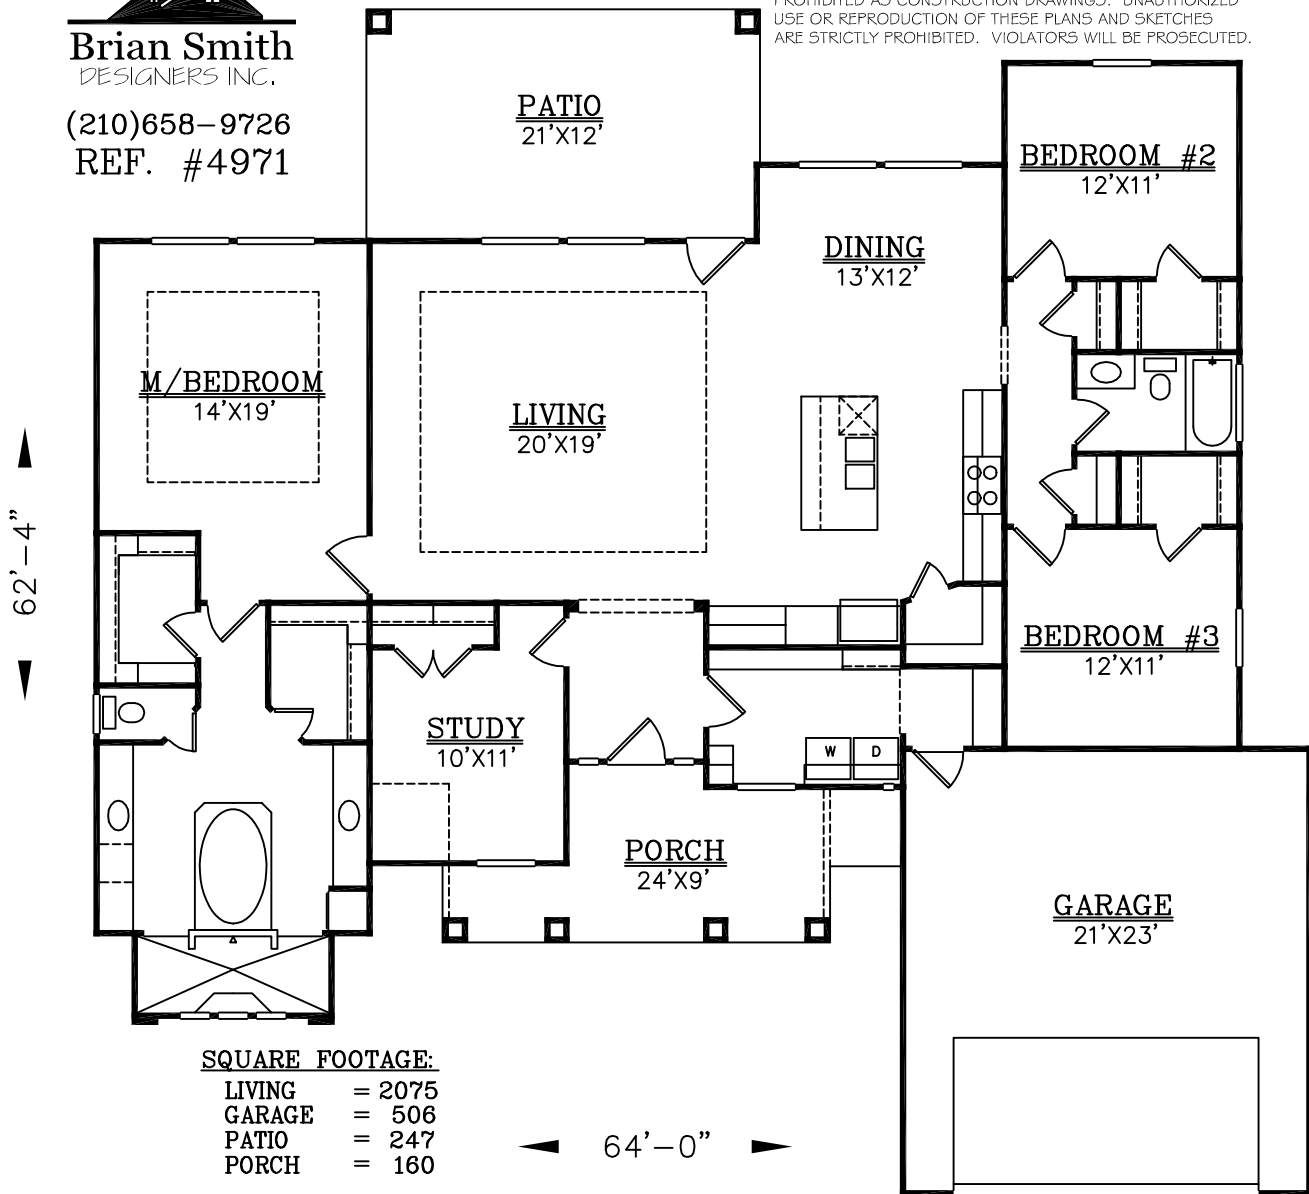 PROHIBITED AS CONSTRUCTION DRAWINGS. UNAUTHORIZED
USE OR REPRODUCTION OF THESE PLANS AND SKETCHES
ARE STRICTLY PROHIBITED. VIOLATORS WILL BE PROSECUTED.
Brian Smith
DESIGNERS INC.
(210)658-9726
REF. #4971
PATIO
21'X12'
BEDROOM #2
12'X11'
DINING
13'X12'
M/BEDROOM
14'X19'
LIVING
20'X19'
62'-4"
BEDROOM #3
12'X11'
STUDY
10'X11'
W D
PORCH
24'X9'
GARAGE
21'X23'
SQUARE FOOTAGE:
LIVING = 2075
GARAGE = 506
PATIO = 247
PORCH = 160
64'-0"